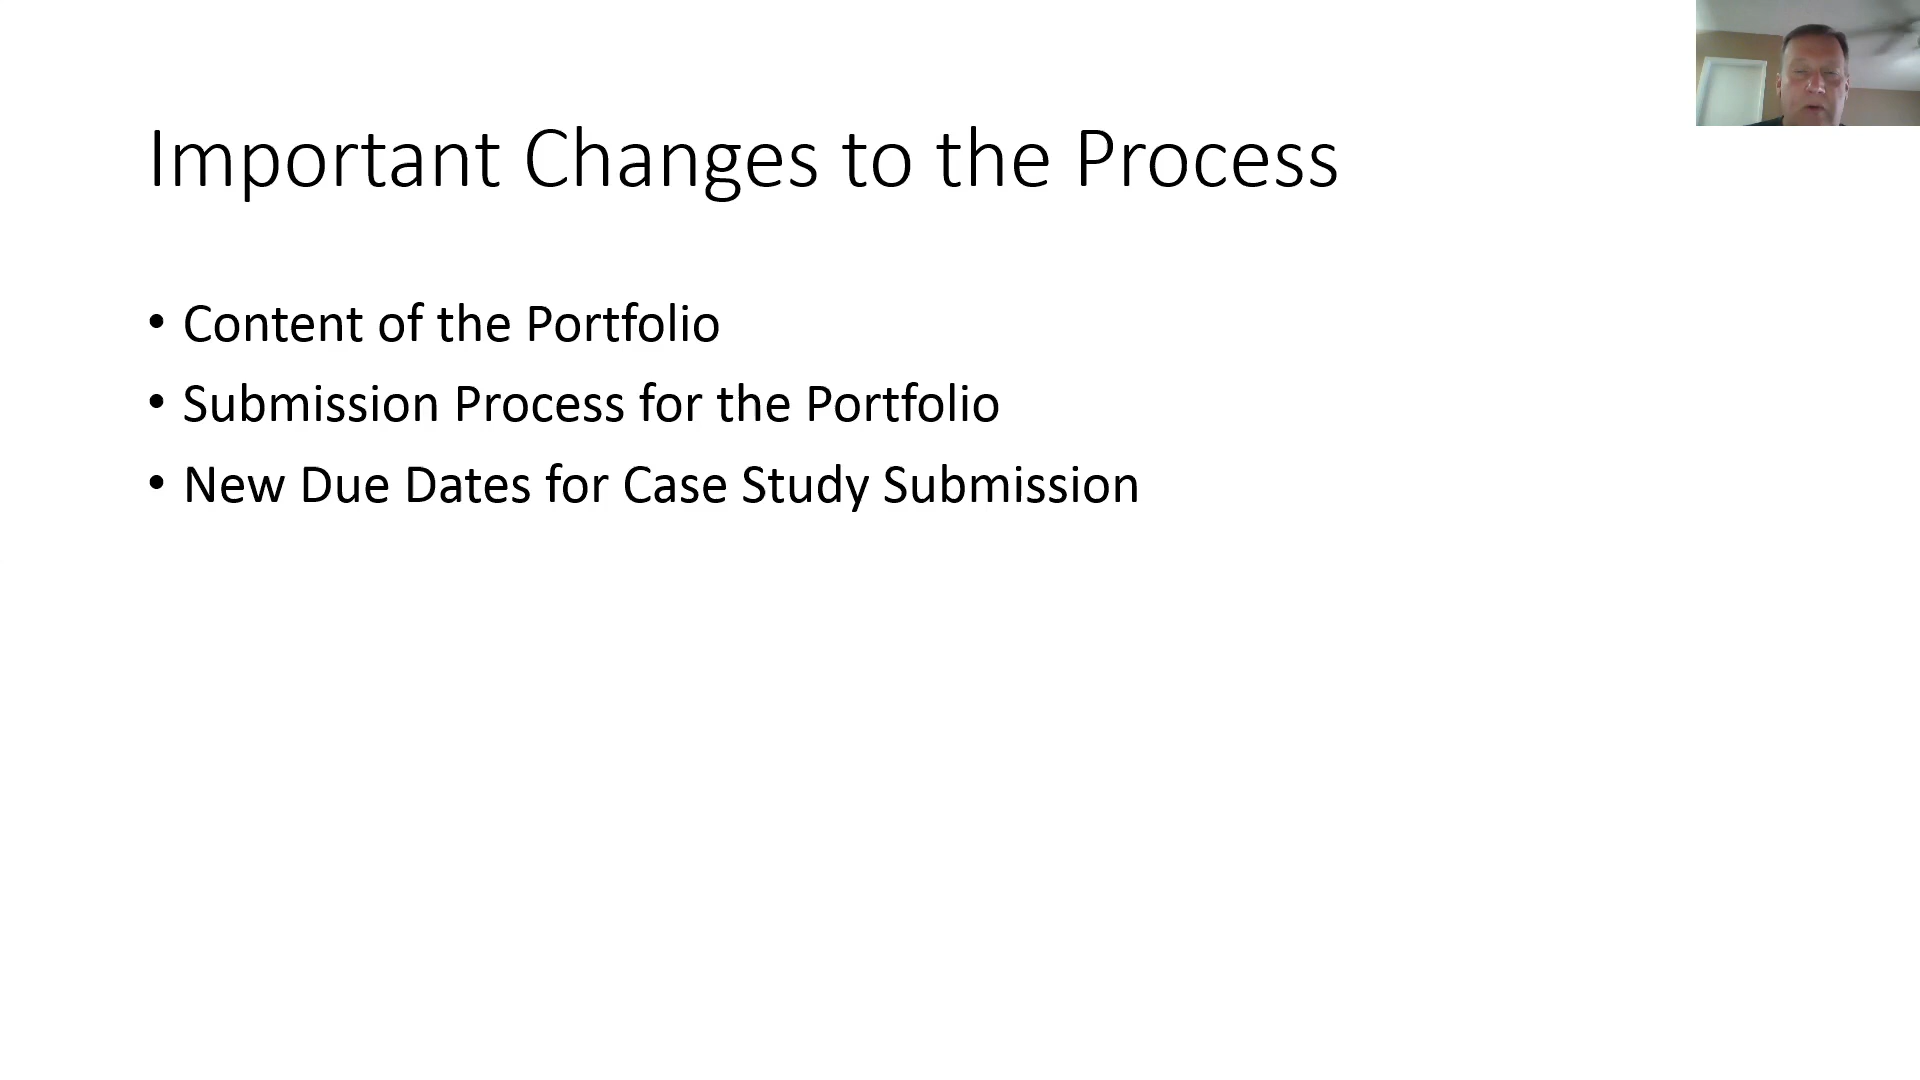 Important Changes to the Process
• Content of the Portfolio
• Submission Process for the Portfolio
• New Due Dates for Case Study Submission